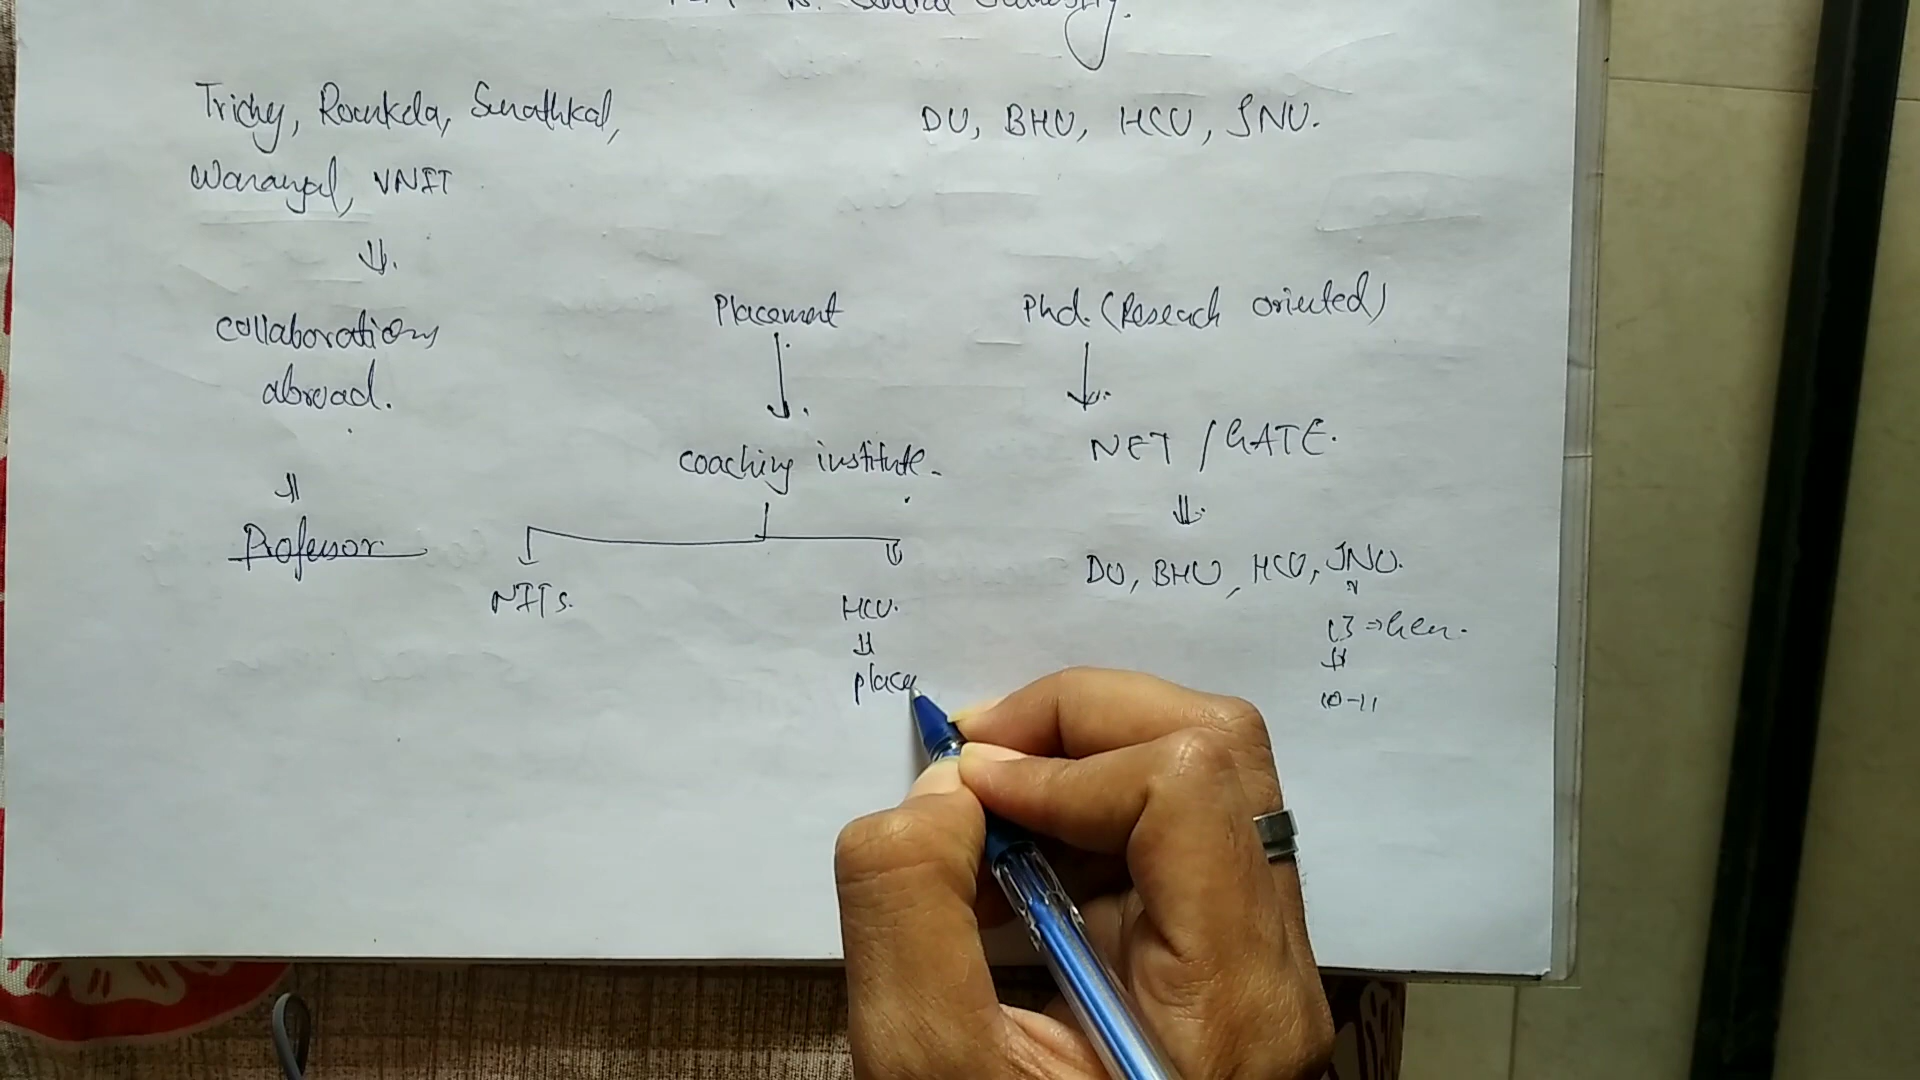 Trichy, Rourkela, Surathkal,
Warangal, VNIT
DU, BHU, HCU, JNU.
collaborations
abroad.
Professor.
Placement
coaching institute.
NITs.
HCU.
place
Phd. (Reseach oriented)
NET / GATE.
DU, BHU, HCU, JNU.
13 ⇒ Gen.
10-11